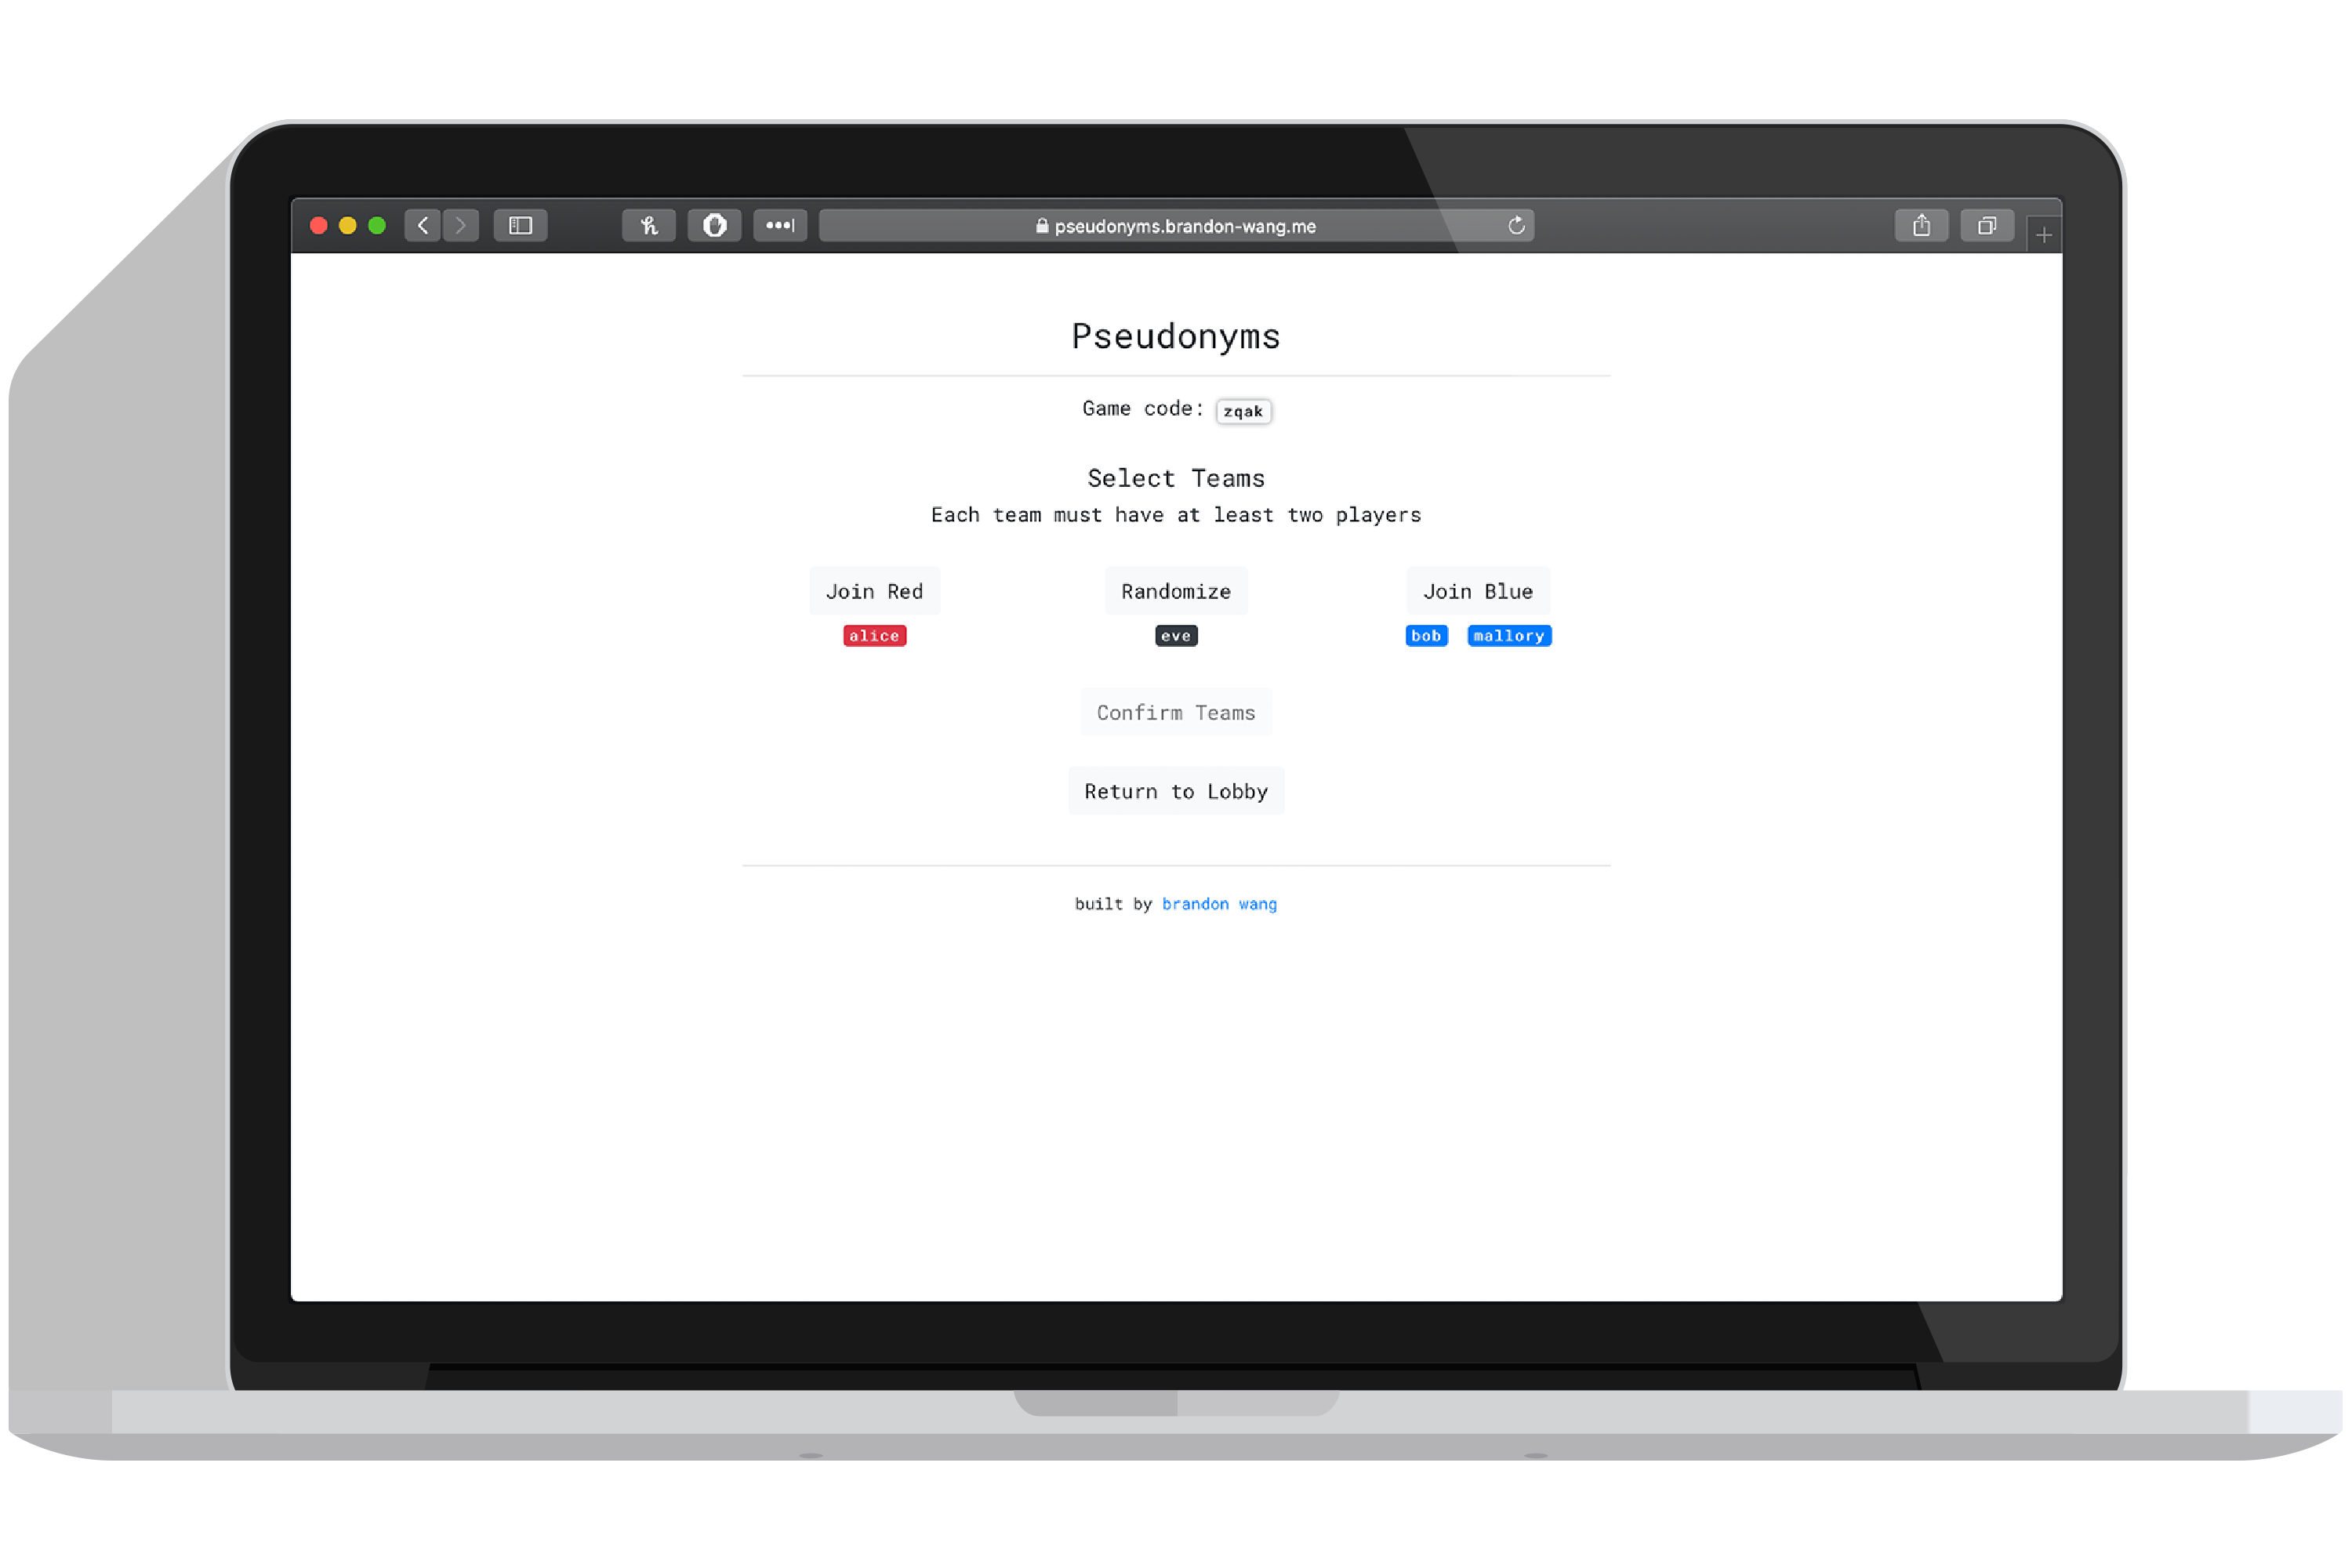 pseudonyms.brandon-wang.me
Pseudonyms
Game code: zqak
Select Teams
Each team must have at least two players
Join Red Randomize Join Blue
alice eve bob mallory
Confirm Teams
Return to Lobby
built by brandon wang